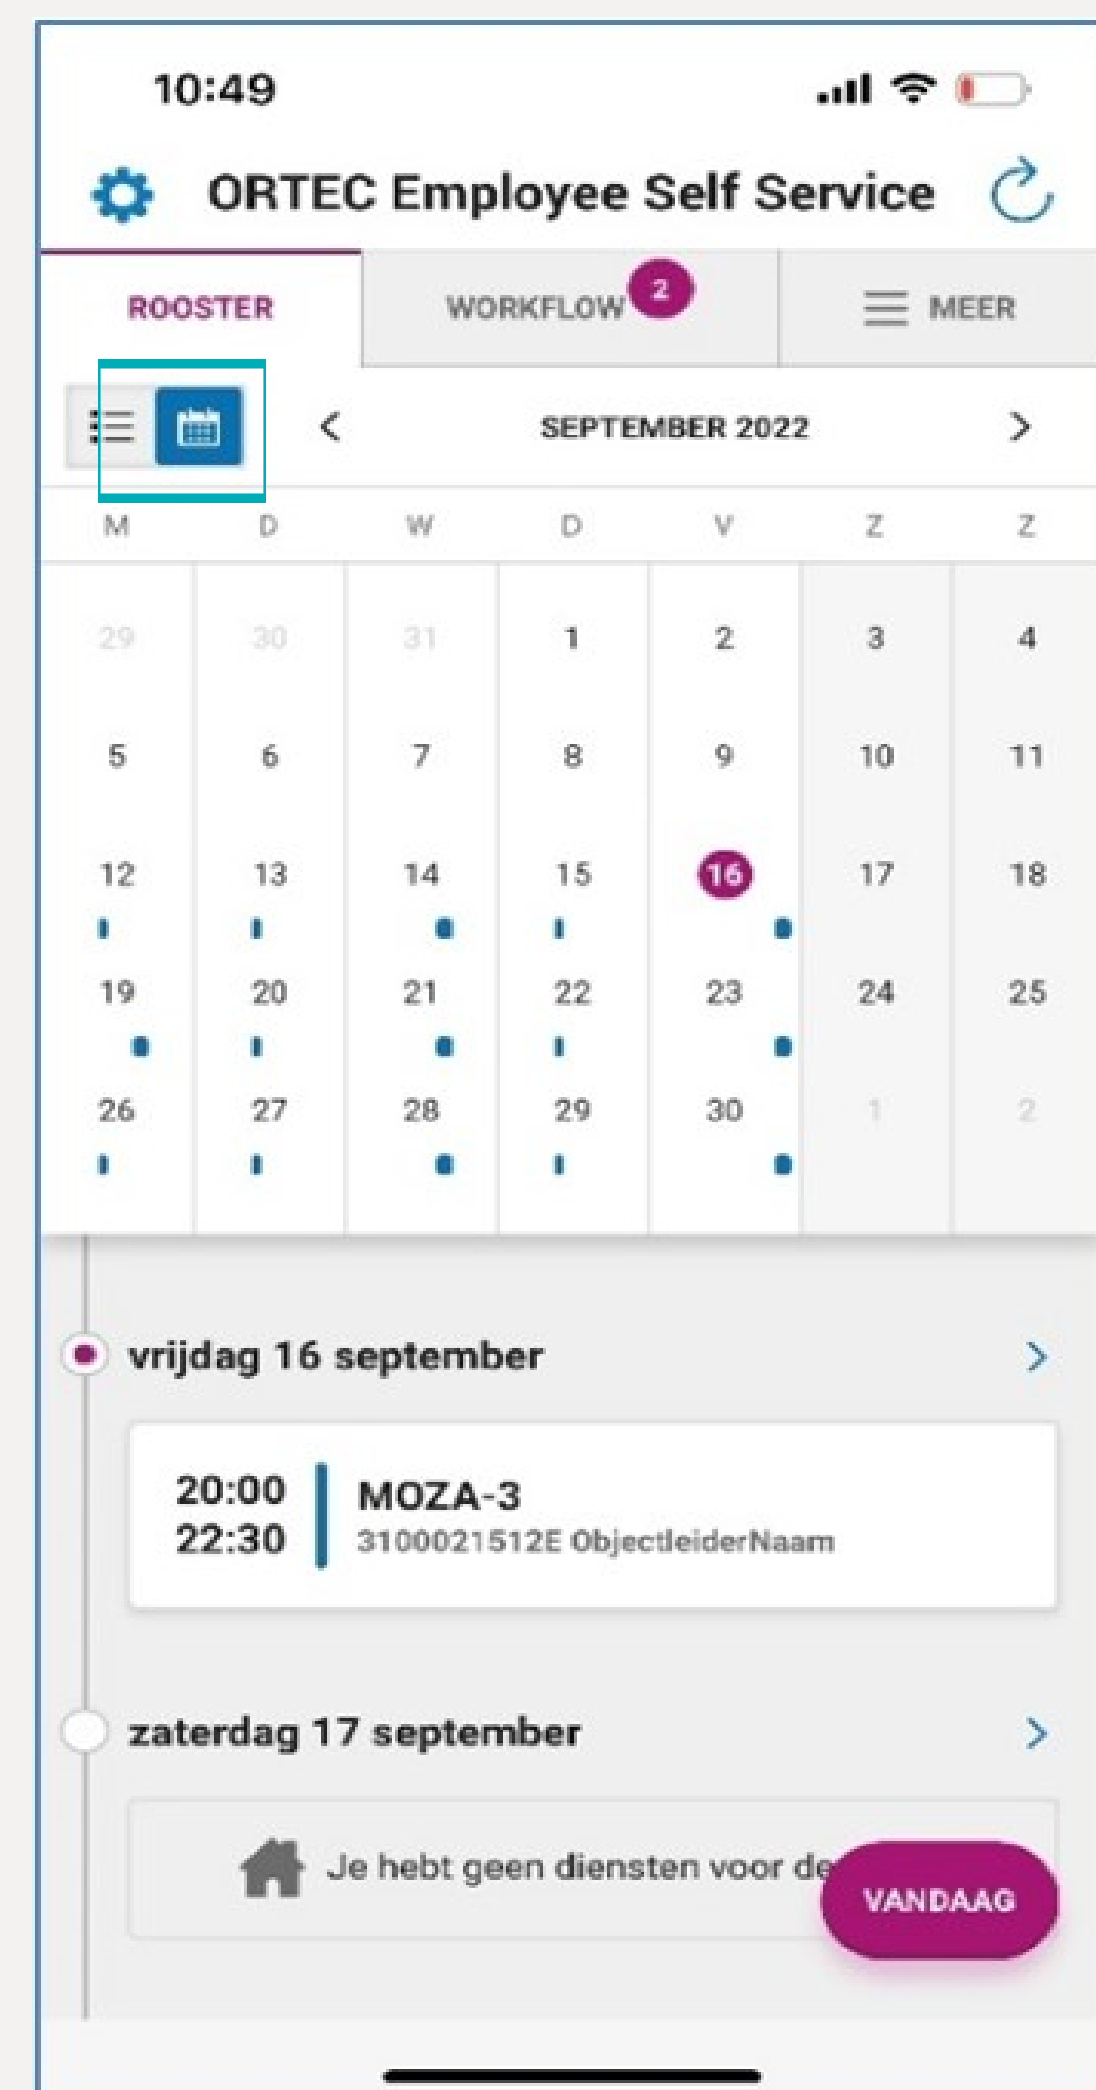 10:49
ORTEC Employee Self Service
ROOSTER WORKFLOW 2 MEER
SEPTEMBER 2022
M D W D V Z Z
29 30 31 1 2 3 4
5 6 7 8 9 10 11
12 13 14 15 16 17 18
19 20 21 22 23 24 25
26 27 28 29 30 1 2
vrijdag 16 september
20:00 MOZA-3
22:30 3100021512E ObjectleiderNaam
zaterdag 17 september
Je hebt geen diensten voor de
VANDAAG